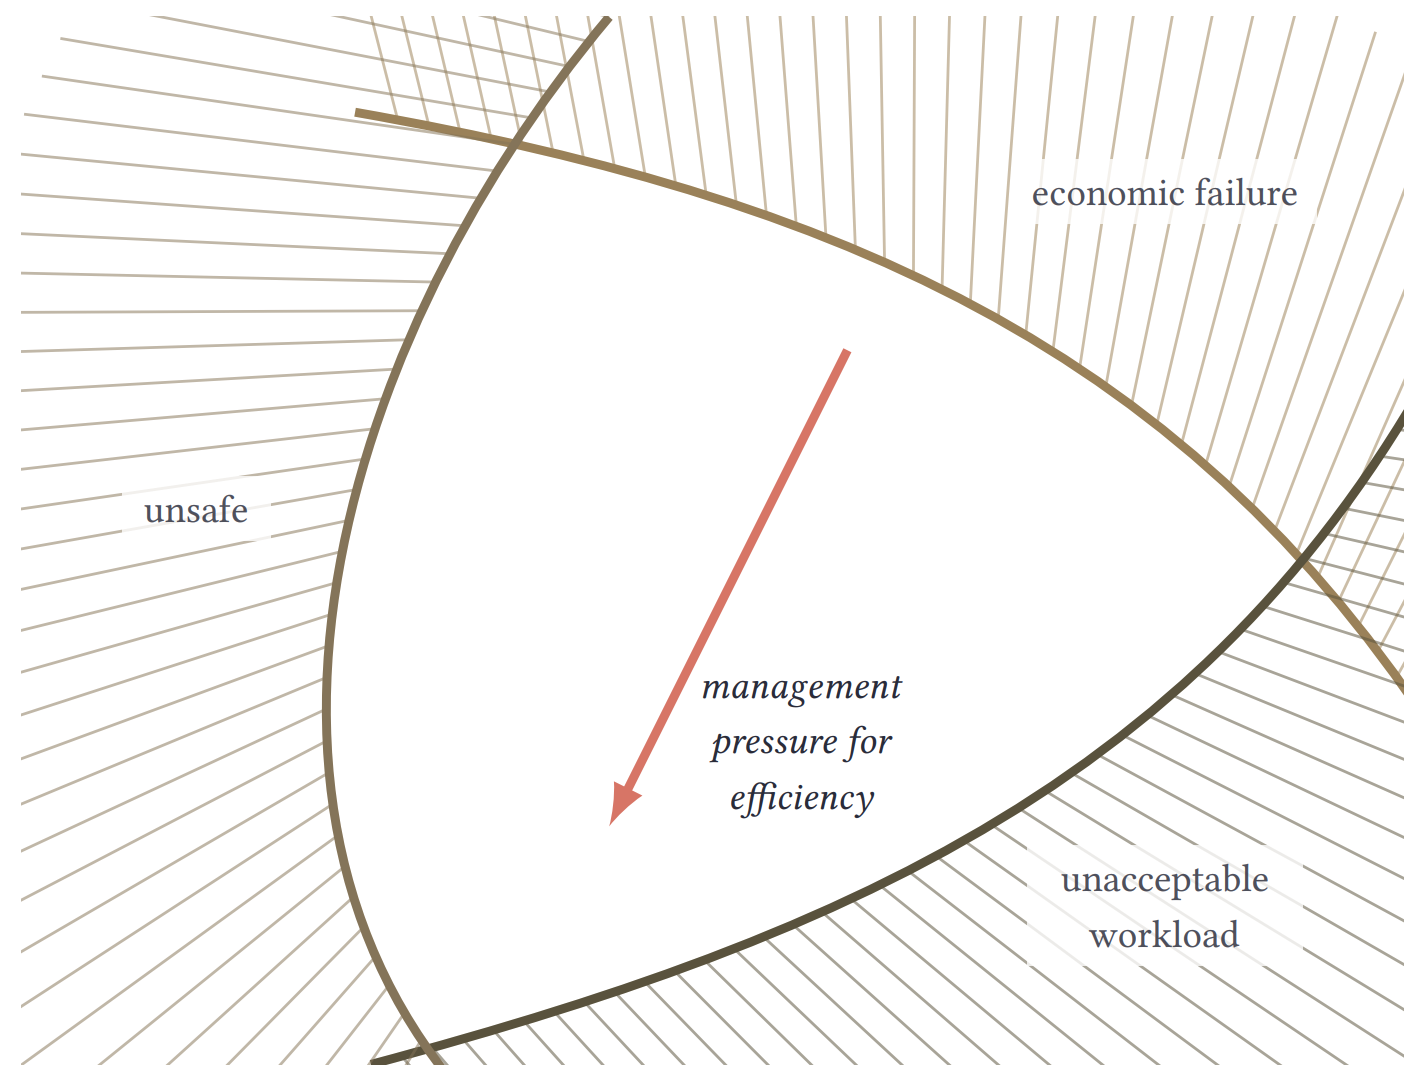 economic failure
unsafe
management
pressure for
efficiency
unacceptable
workload